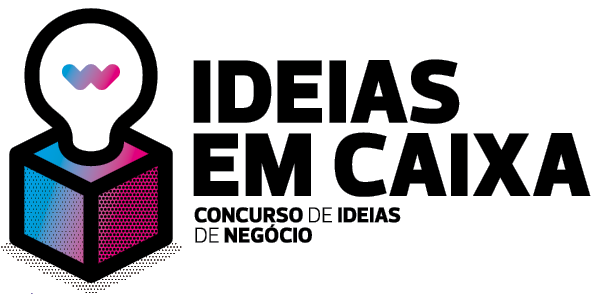 IDEIAS
EM CAIXA
CONCURSO DE IDEIAS
DE NEGÓCIO